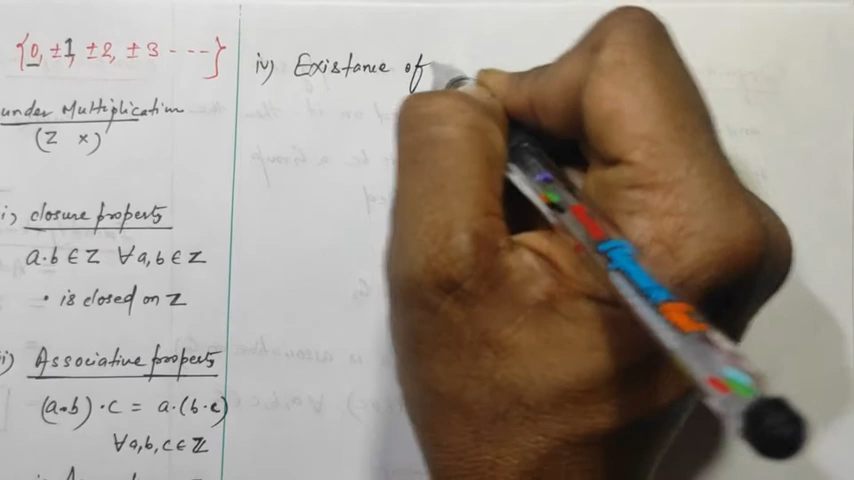 {0, ±1, ±2, ±3 ----}
under Multiplication
(Z ×)
i) closure property
a·b ∈ Z ∀ a,b ∈ Z
· is closed on Z
ii) Associative property
(a·b)·c = a·(b·c)
∀ a,b,c ∈ Z
iv) Existance of